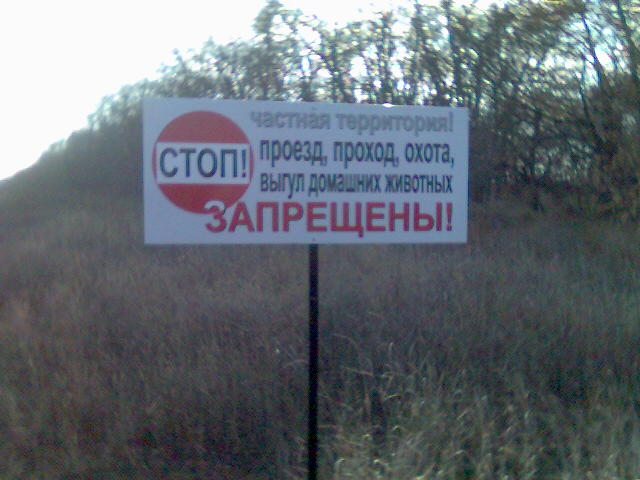 частная территория!
СТОП!
проезд, проход, охота,
выгул домашних животных
ЗАПРЕЩЕНЫ!